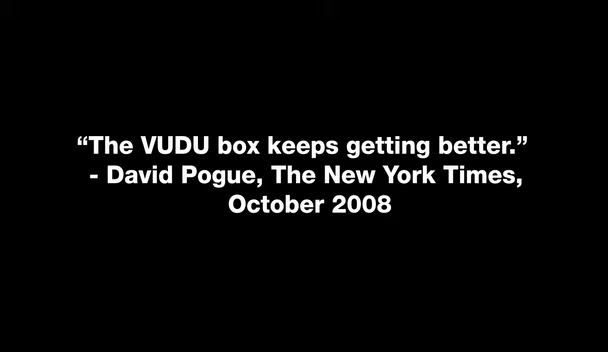 “The VUDU box keeps getting better.”
- David Pogue, The New York Times,
October 2008